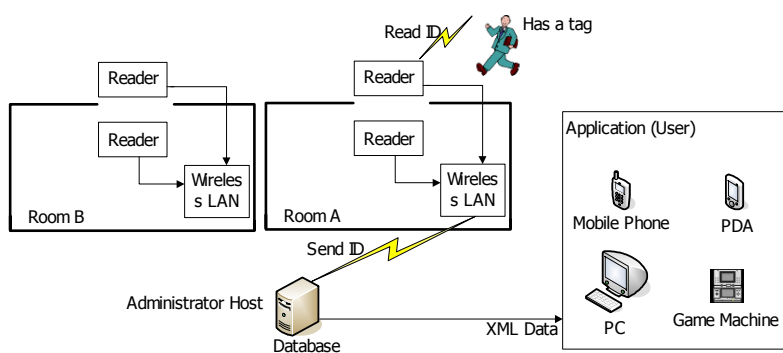 Read ID
Has a tag
Reader
Reader
Reader
Reader
Wireles
s LAN
Wireles
s LAN
Room B
Room A
Application (User)
Mobile Phone
PDA
Send ID
Administrator Host
Database
XML Data
PC
Game Machine